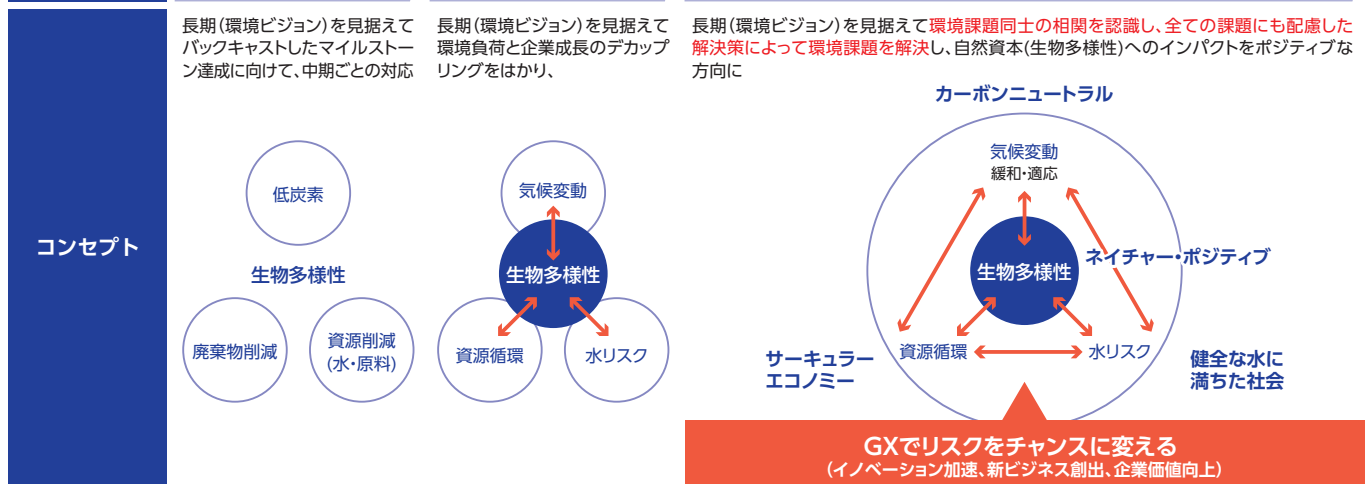 コンセプト
長期(環境ビジョン)を見据えて
バックキャストしたマイルストー
ン達成に向けて、中期ごとの対応
低炭素
生物多様性
廃棄物削減
資源削減
(水・原料)
長期(環境ビジョン)を見据えて
環境負荷と企業成長のデカップ
リングをはかり、
気候変動
生物多様性
資源循環
水リスク
長期(環境ビジョン)を見据えて環境課題同士の相関を認識し、全ての課題にも配慮した
解決策によって環境課題を解決し、自然資本(生物多様性)へのインパクトをポジティブな
方向に
カーボンニュートラル
気候変動
緩和・適応
生物多様性
ネイチャー・ポジティブ
資源循環
水リスク
サーキュラー
エコノミー
健全な水に
満ちた社会
GXでリスクをチャンスに変える
(イノベーション加速、新ビジネス創出、企業価値向上)